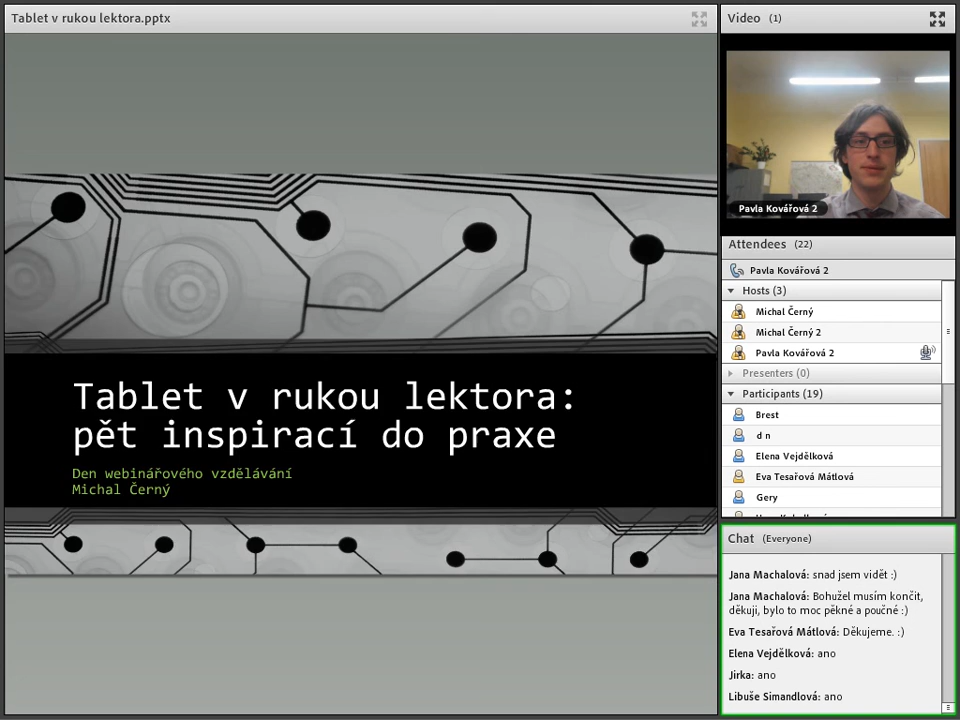 Tablet v rukou lektora.pptx
Tablet v rukou lektora:
pět inspirací do praxe
Den webinářového vzdělávání
Michal Černý
Video (1)
Pavla Kovářová 2
Attendees (22)
Pavla Kovářová 2
Hosts (3)
Michal Černý
Michal Černý 2
Pavla Kovářová 2
Presenters (0)
Participants (19)
Brest
d n
Elena Vejdělková
Eva Tesařová Mátlová
Gery
Chat (Everyone)
Jana Machalová: snad jsem vidět :)
Jana Machalová: Bohužel musím končit,
děkuji, bylo to moc pěkné a poučné :)
Eva Tesařová Mátlová: Děkujeme. :)
Elena Vejdělková: ano
Jirka: ano
Libuše Simandlová: ano